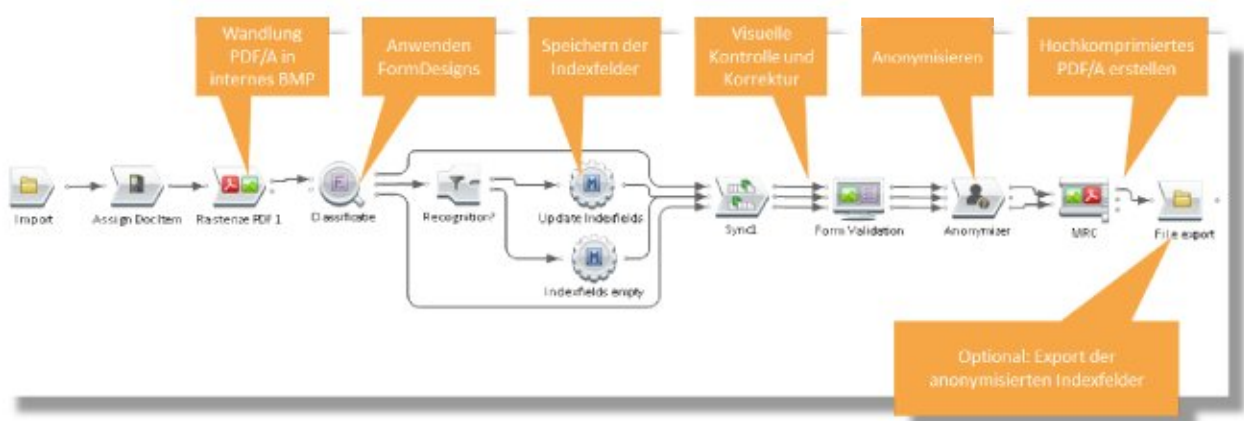 Wandlung
PDF/A in
internes BMP
Anwenden
FormDesigns
Speichern der
Indexfelder
Visuelle
Kontrolle und
Korrektur
Anonymisieren
Hochkomprimiertes
PDF/A erstellen
Import
Assign DocItem
Rasterize PDF 1
Classificate
Recognition?
Update Indexfields
Indexfields empty
Sync1
Form Validation
Anonymizer
MRC
File export
Optional: Export der
anonymisierten Indexfelder